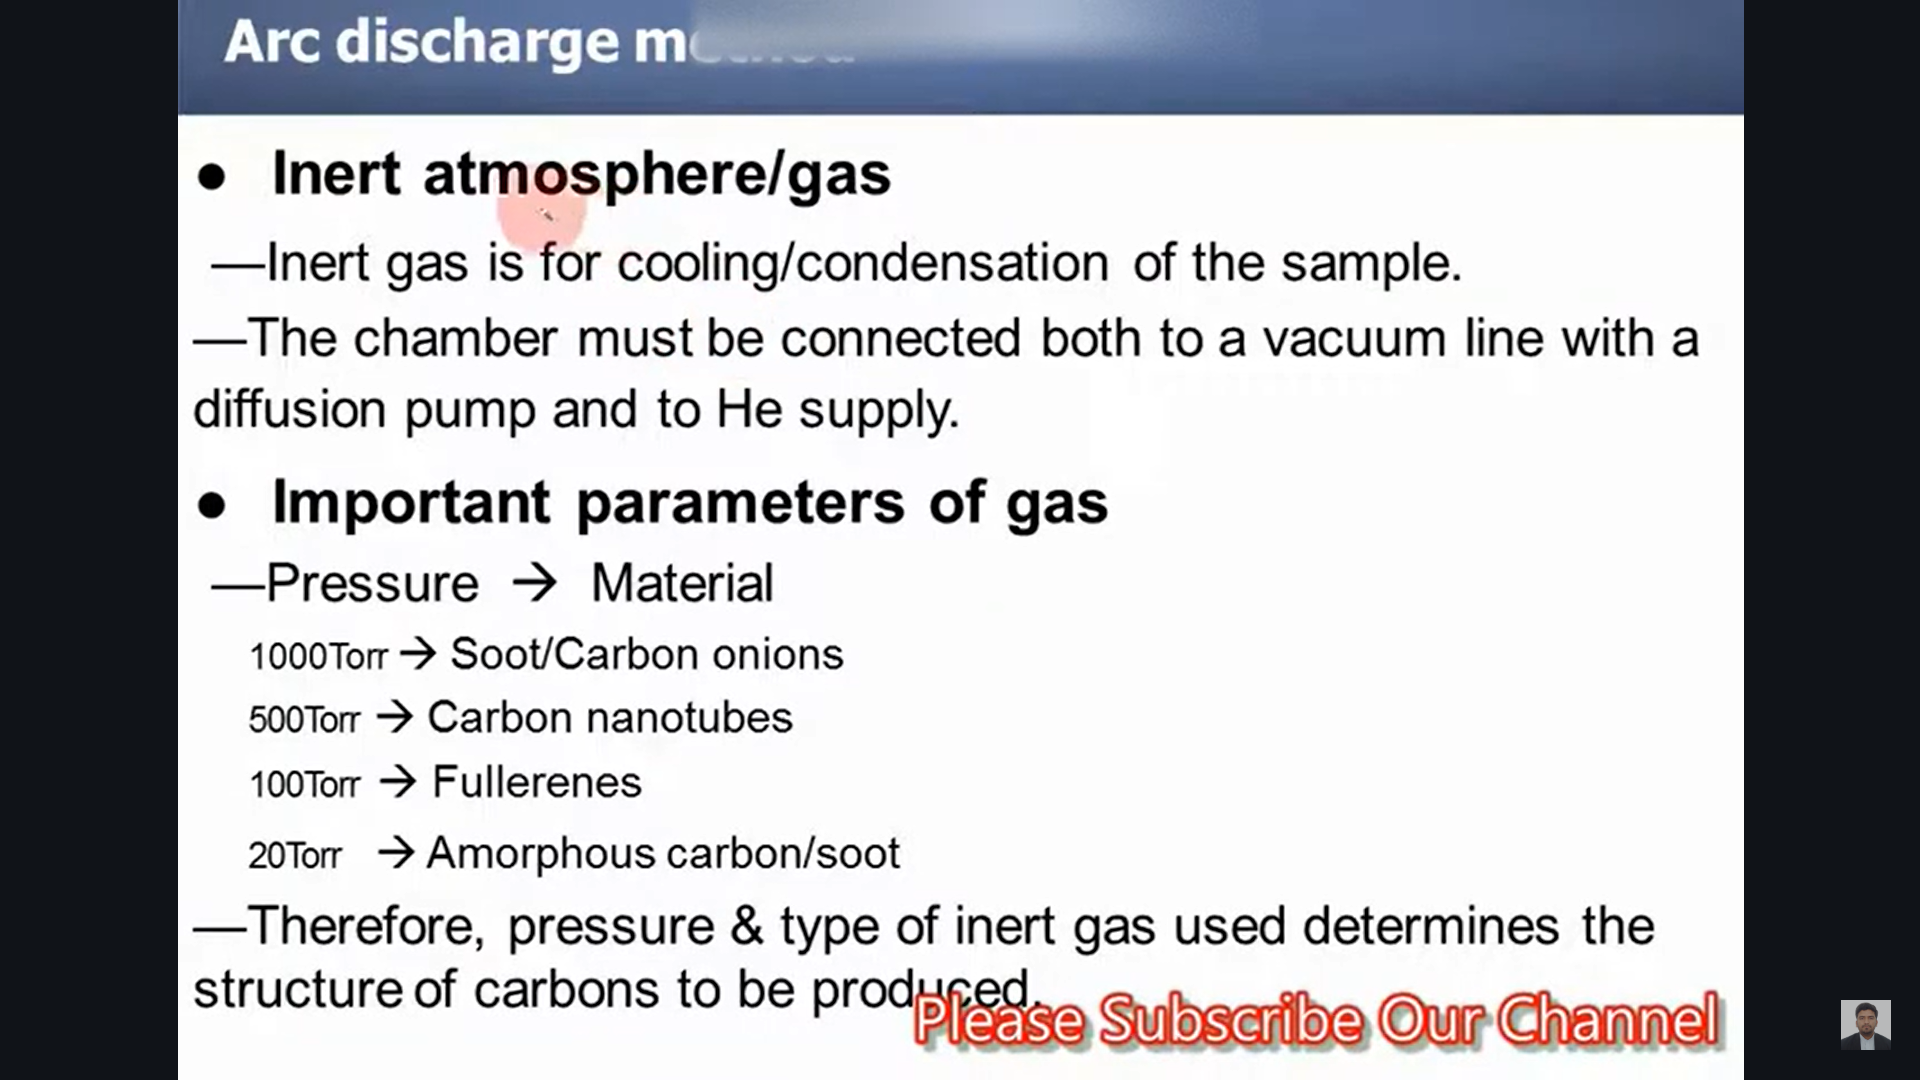 Arc discharge
● Inert atmosphere/gas
—Inert gas is for cooling/condensation of the sample.
—The chamber must be connected both to a vacuum line with a
diffusion pump and to He supply.
● Important parameters of gas
—Pressure → Material
1000Torr → Soot/Carbon onions
500Torr → Carbon nanotubes
100Torr → Fullerenes
20Torr → Amorphous carbon/soot
—Therefore, pressure & type of inert gas used determines the
structure of carbons to be produced.
Please Subscribe Our Channel